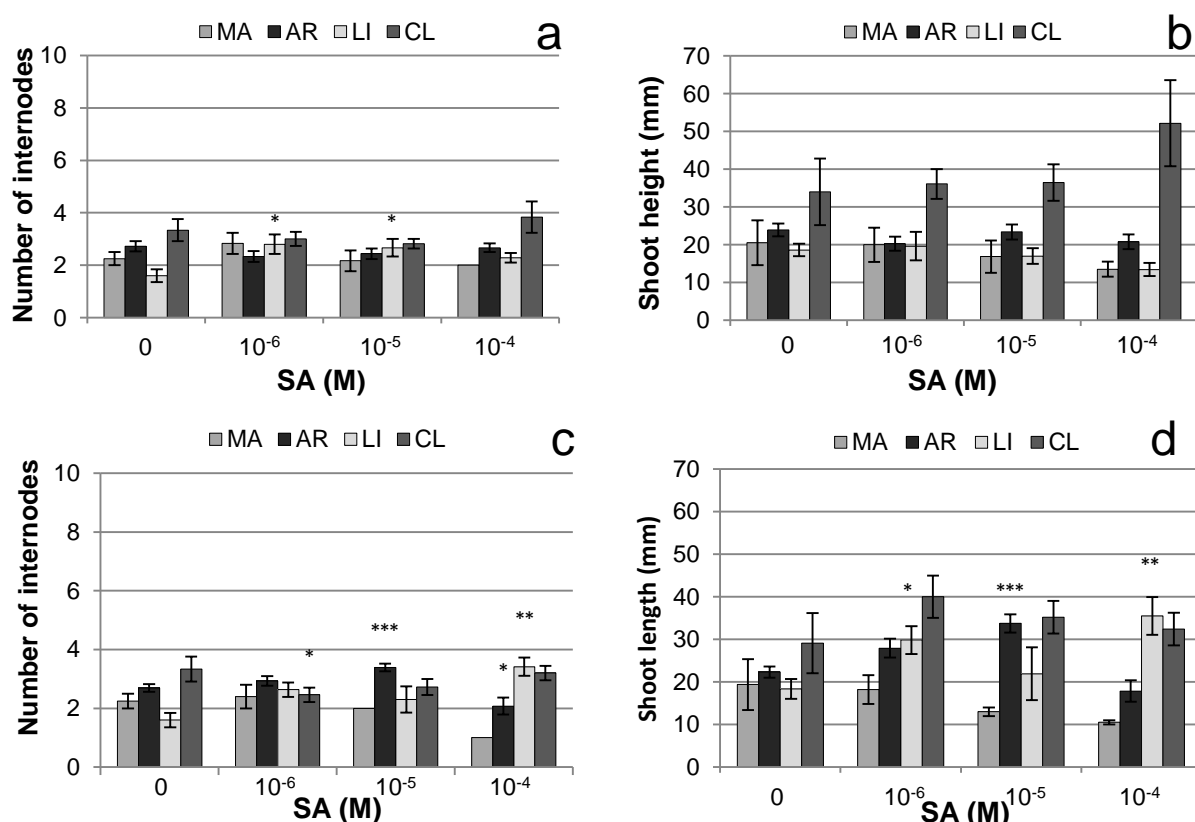 MA AR LI CL
a
Number of internodes
10
8
6
4
2
0
* *
0 10⁻⁶ 10⁻⁵ 10⁻⁴
SA (M)
MA AR LI CL
b
Shoot height (mm)
70
60
50
40
30
20
10
0
0 10⁻⁶ 10⁻⁵ 10⁻⁴
SA (M)
MA AR LI CL
c
Number of internodes
10
8
6
4
2
0
* *** * **
0 10⁻⁶ 10⁻⁵ 10⁻⁴
SA (M)
MA AR LI CL
d
Shoot length (mm)
70
60
50
40
30
20
10
0
* *** **
0 10⁻⁶ 10⁻⁵ 10⁻⁴
SA (M)